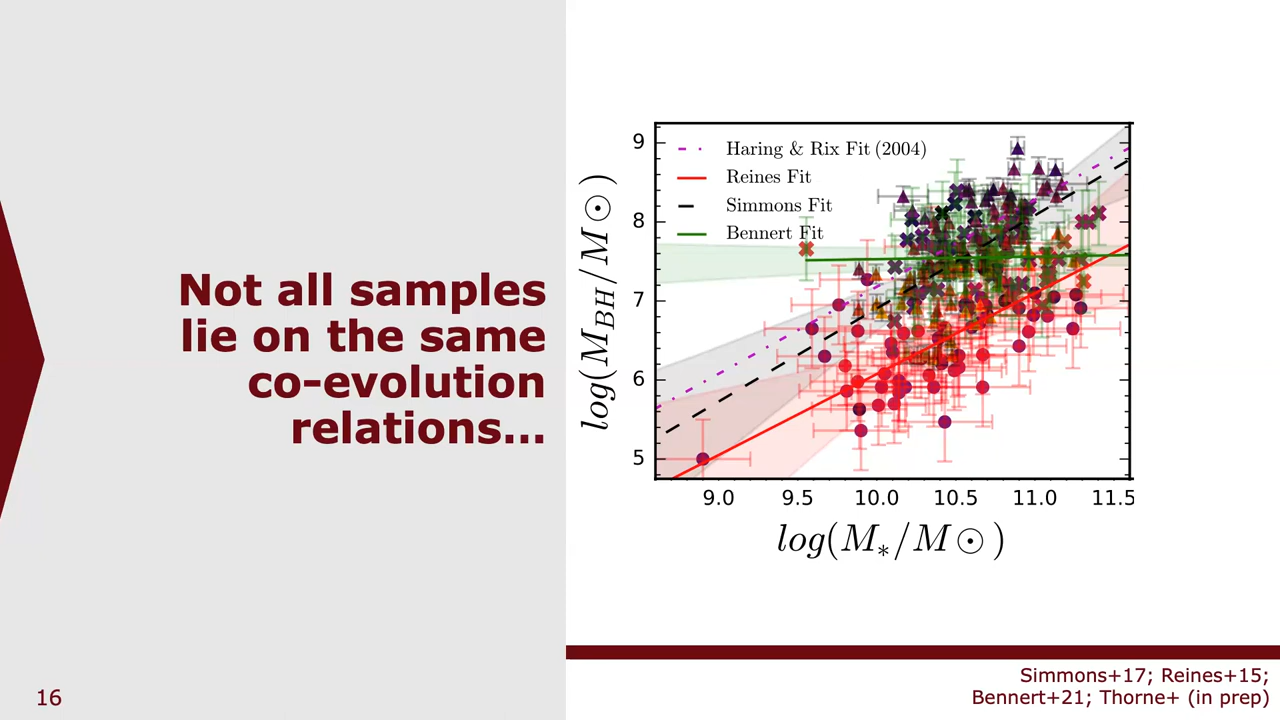 Not all samples
lie on the same
co-evolution
relations...
16
Haring & Rix Fit (2004)
Reines Fit
Simmons Fit
Bennert Fit
9
8
7
6
5
log(M_{BH}/M☉)
9.0 9.5 10.0 10.5 11.0 11.5
log(M_*/M☉)
Simmons+17; Reines+15;
Bennert+21; Thorne+ (in prep)